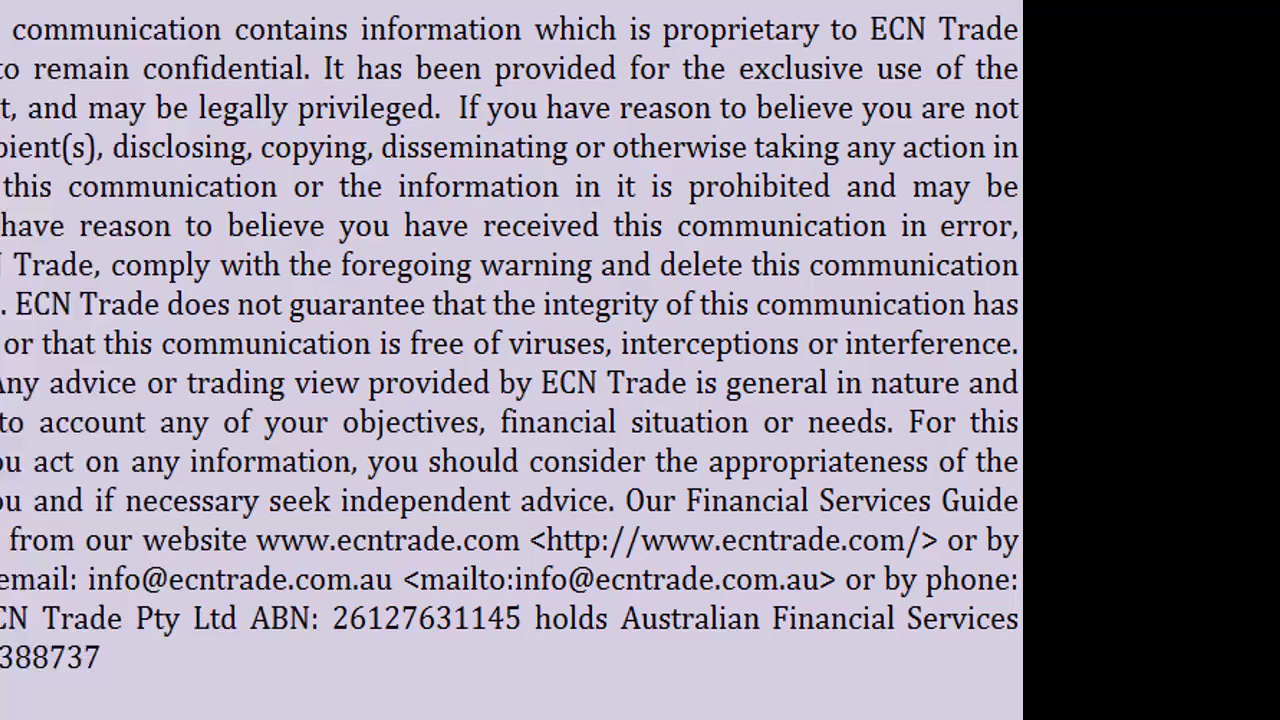 communication contains information which is proprietary to ECN Trade
to remain confidential. It has been provided for the exclusive use of the
t, and may be legally privileged. If you have reason to believe you are not
pient(s), disclosing, copying, disseminating or otherwise taking any action in
this communication or the information in it is prohibited and may be
have reason to believe you have received this communication in error,
N Trade, comply with the foregoing warning and delete this communication
. ECN Trade does not guarantee that the integrity of this communication has
or that this communication is free of viruses, interceptions or interference.
Any advice or trading view provided by ECN Trade is general in nature and
to account any of your objectives, financial situation or needs. For this
ou act on any information, you should consider the appropriateness of the
ou and if necessary seek independent advice. Our Financial Services Guide
from our website www.ecntrade.com <http://www.ecntrade.com/> or by
email: info@ecntrade.com.au <mailto:info@ecntrade.com.au> or by phone:
CN Trade Pty Ltd ABN: 26127631145 holds Australian Financial Services
388737